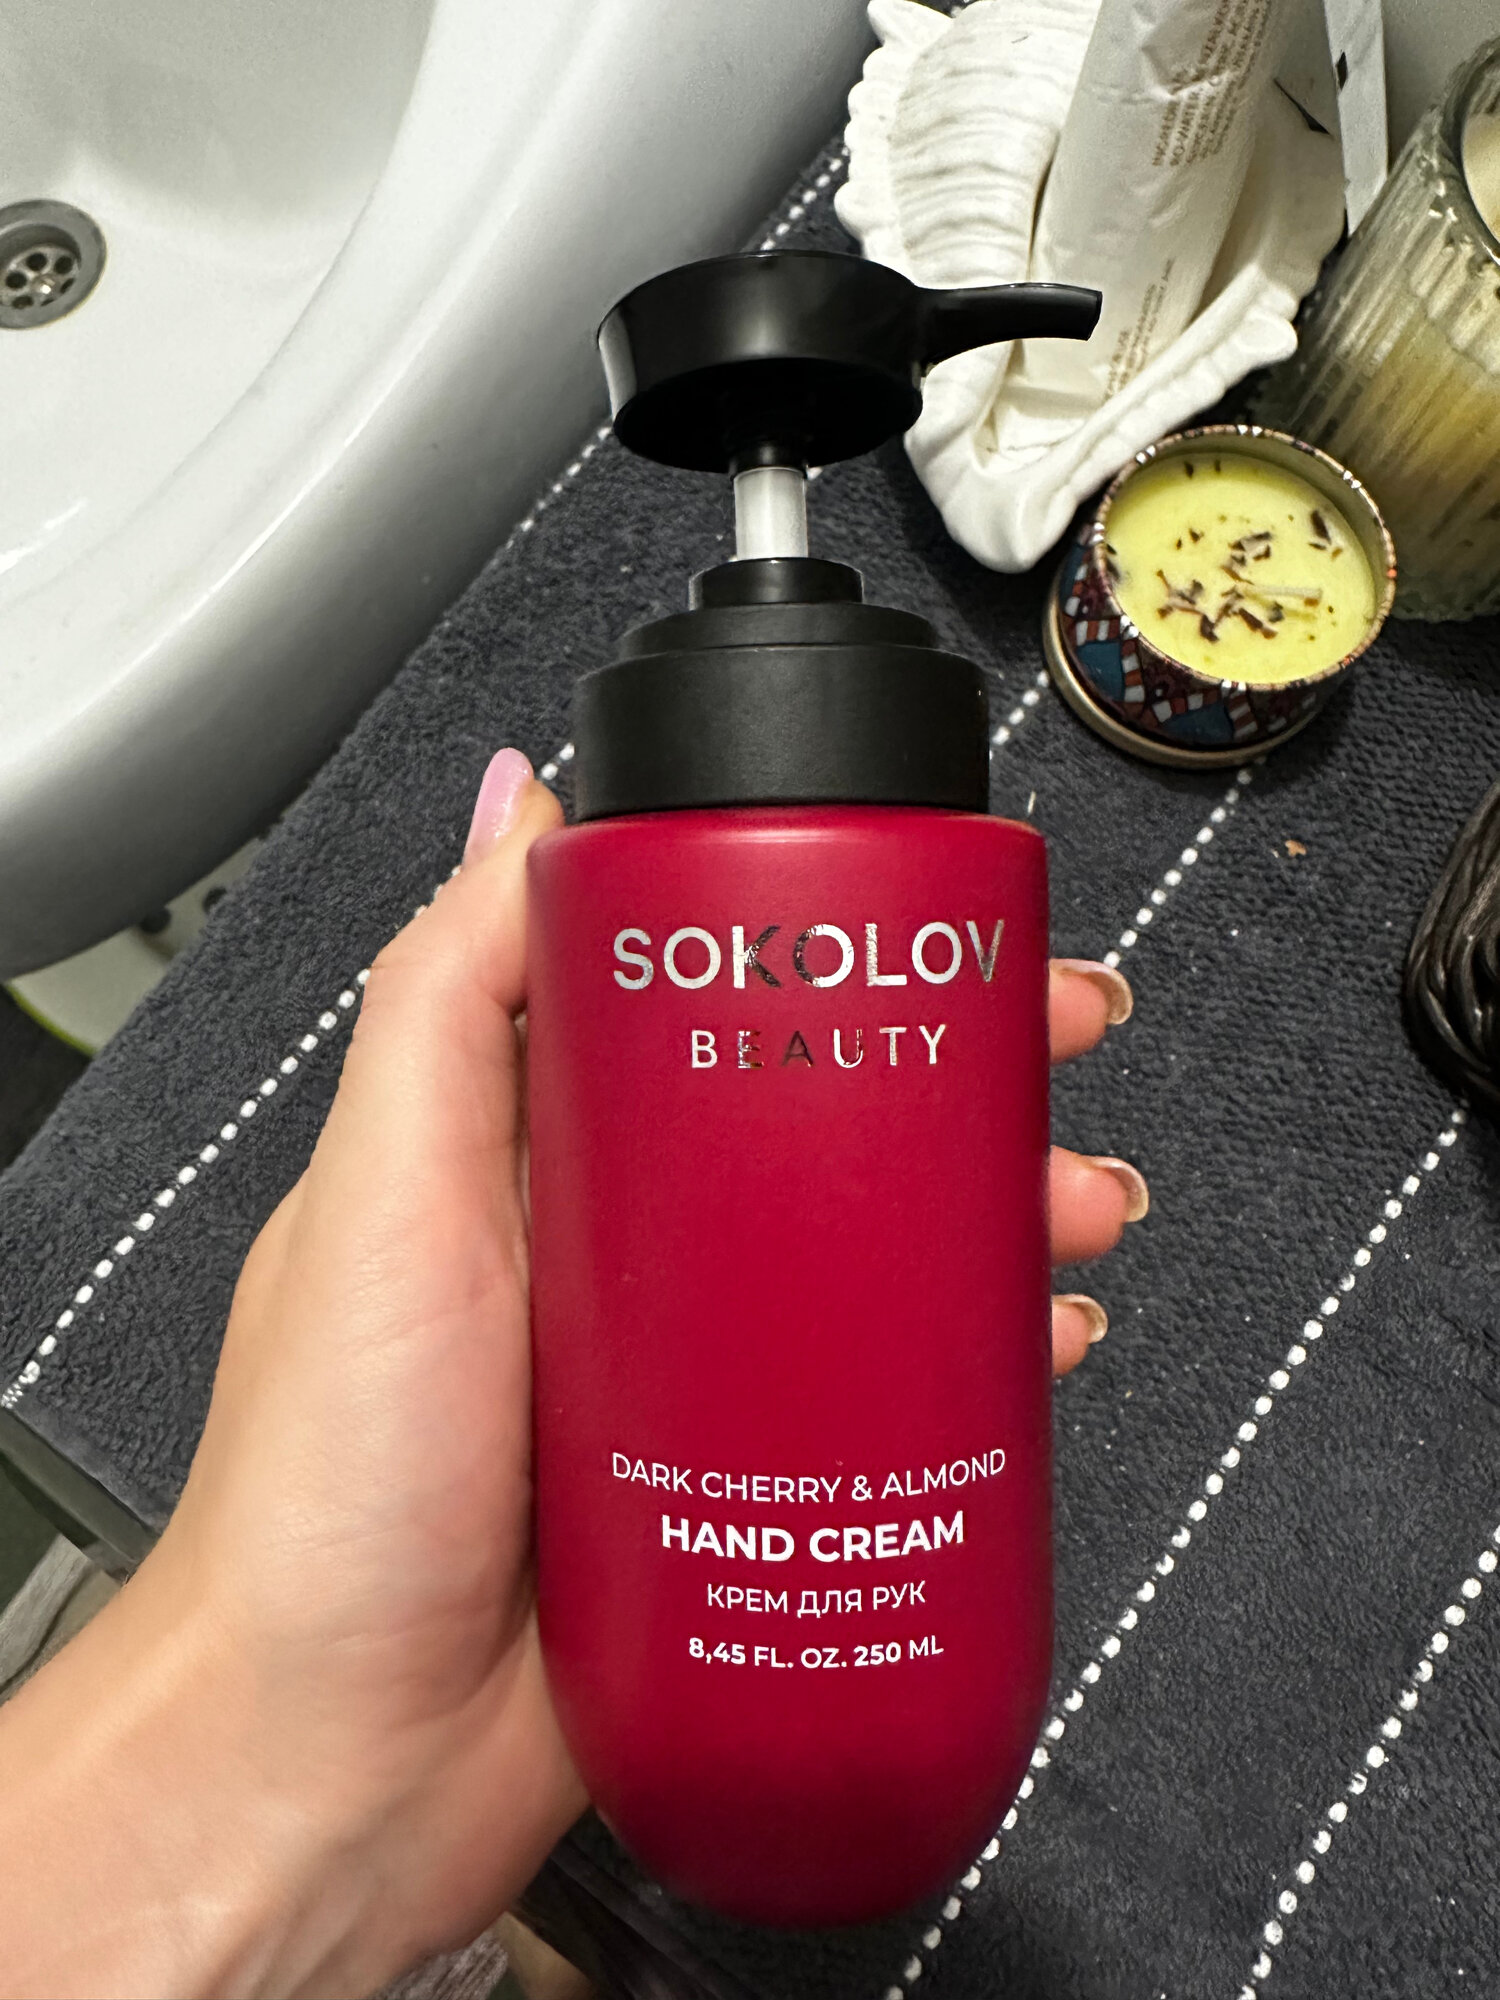 SOKOLOV
BEAUTY
DARK CHERRY & ALMOND
HAND CREAM
КРЕМ ДЛЯ РУК
8,45 FL. OZ. 250 ML